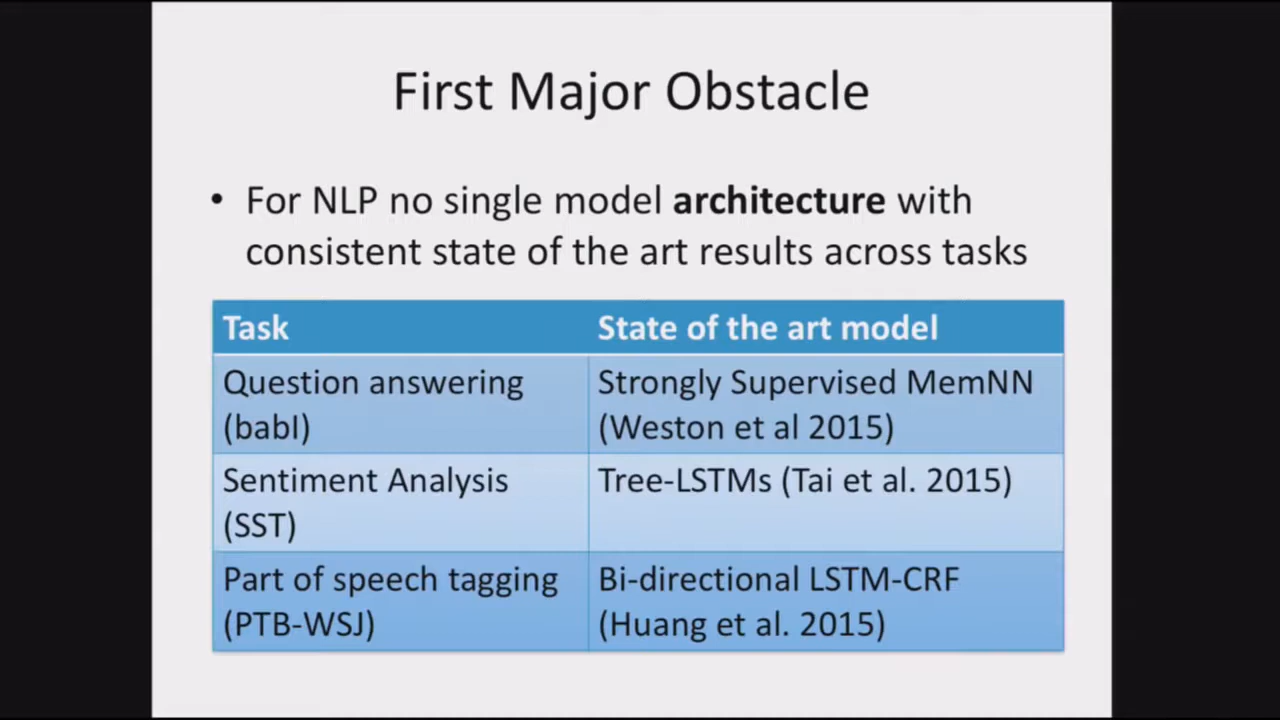 First Major Obstacle
• For NLP no single model architecture with
consistent state of the art results across tasks
Task State of the art model
Question answering Strongly Supervised MemNN
(babI) (Weston et al 2015)
Sentiment Analysis Tree-LSTMs (Tai et al. 2015)
(SST)
Part of speech tagging Bi-directional LSTM-CRF
(PTB-WSJ) (Huang et al. 2015)